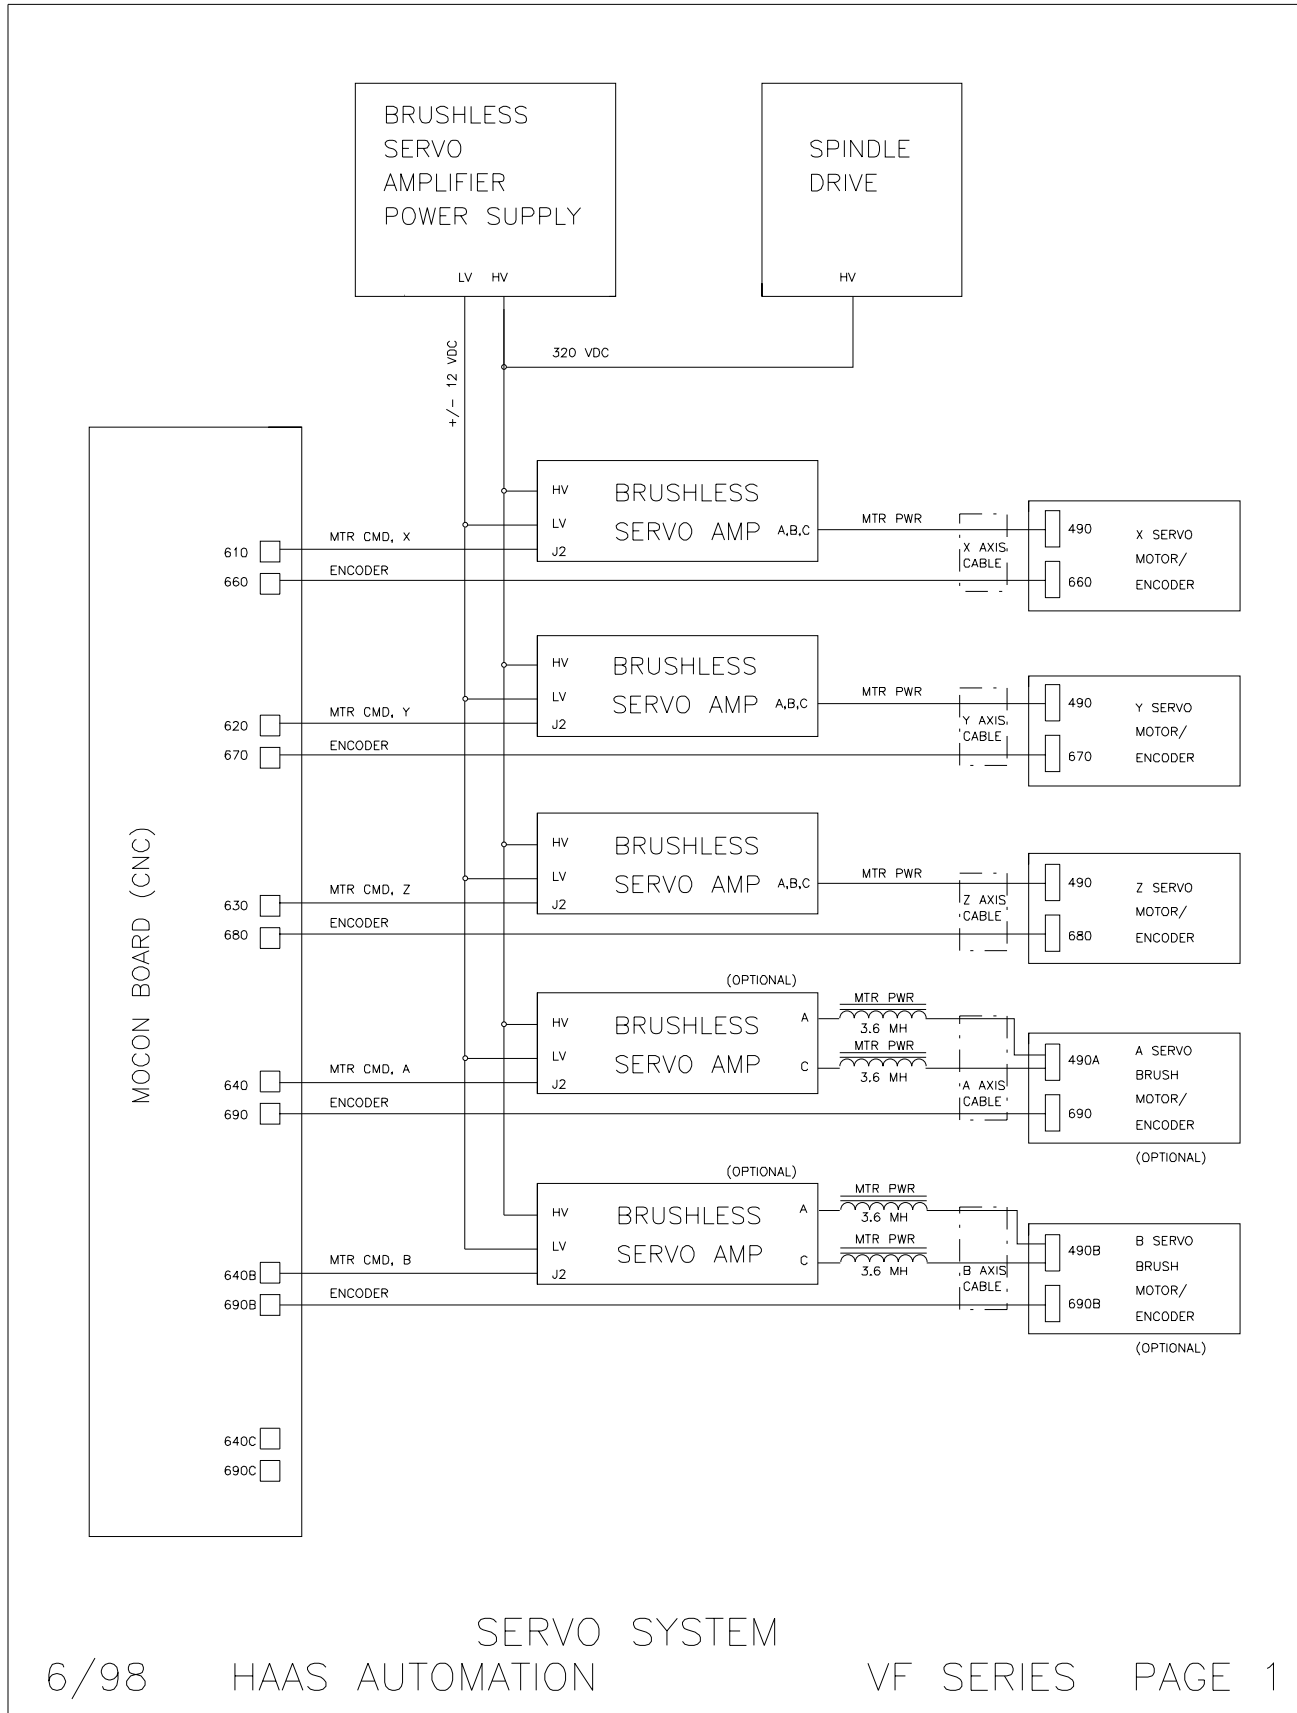 BRUSHLESS
SERVO
AMPLIFIER
POWER SUPPLY
LV HV
SPINDLE
DRIVE
HV
+/- 12 VDC
320 VDC
MOCON BOARD (CNC)
HV
BRUSHLESS
LV
SERVO AMP A,B,C
J2
MTR PWR
610
MTR CMD, X
660
ENCODER
X AXIS
CABLE
490
660
X SERVO
MOTOR/
ENCODER
HV
BRUSHLESS
LV
SERVO AMP A,B,C
J2
MTR PWR
620
MTR CMD, Y
670
ENCODER
Y AXIS
CABLE
490
670
Y SERVO
MOTOR/
ENCODER
HV
BRUSHLESS
LV
SERVO AMP A,B,C
J2
MTR PWR
630
MTR CMD, Z
680
ENCODER
Z AXIS
CABLE
490
680
Z SERVO
MOTOR/
ENCODER
(OPTIONAL)
HV
BRUSHLESS
A
LV
SERVO AMP
C
J2
MTR PWR
3.6 MH
MTR PWR
3.6 MH
640
MTR CMD, A
690
ENCODER
A AXIS
CABLE
490A
690
A SERVO
BRUSH
MOTOR/
ENCODER
(OPTIONAL)
(OPTIONAL)
HV
BRUSHLESS
A
LV
SERVO AMP
C
J2
MTR PWR
3.6 MH
MTR PWR
3.6 MH
640B
MTR CMD, B
690B
ENCODER
B AXIS
CABLE
490B
690B
B SERVO
BRUSH
MOTOR/
ENCODER
(OPTIONAL)
640C
690C
SERVO SYSTEM
6/98 HAAS AUTOMATION VF SERIES PAGE 1